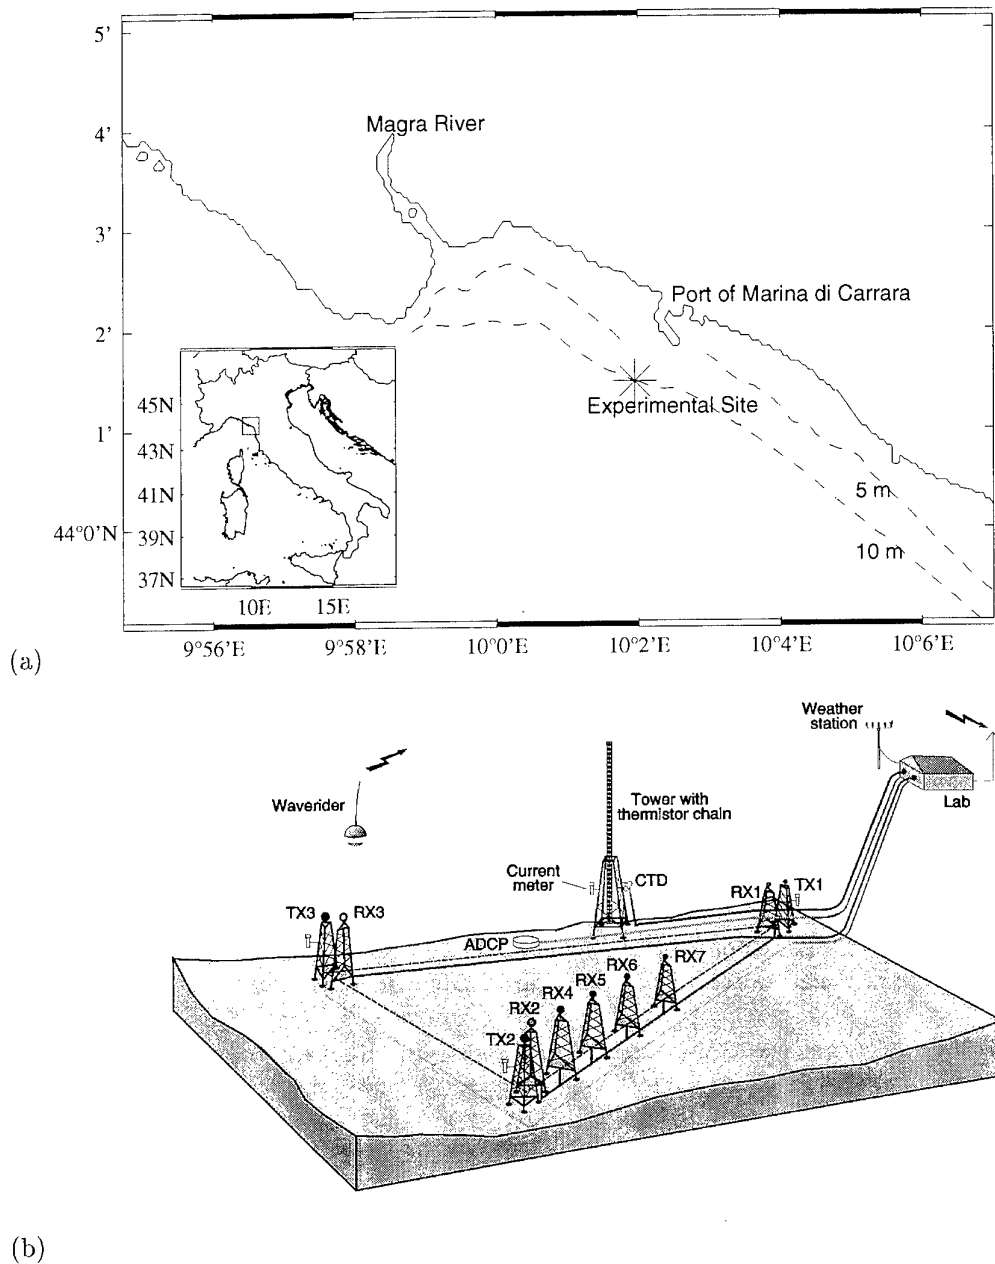 5'
4'
3'
2'
1'
44°0'N
Magra River
Port of Marina di Carrara
Experimental Site
5 m
10 m
45N
43N
41N
39N
37N
10E 15E
9°56'E 9°58'E 10°0'E 10°2'E 10°4'E 10°6'E
(a)
Weather
station
Lab
Waverider
Tower with
thermistor chain
Current
meter
CTD
RX1 TX1
TX3 RX3
ADCP
RX7
RX6
RX5
RX4
RX2
TX2
(b)